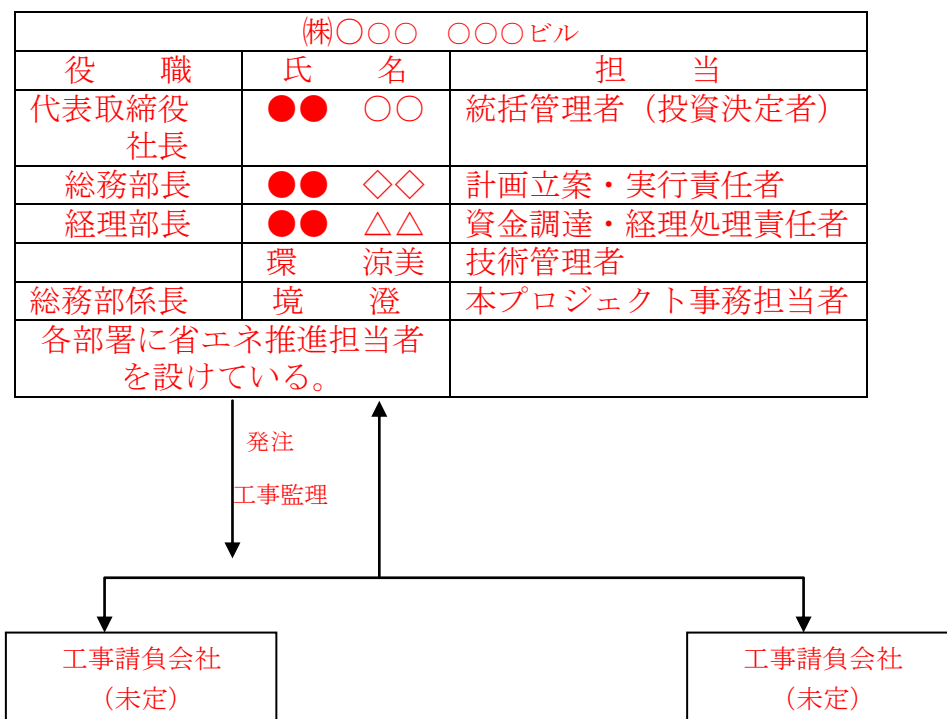 ㈱○○○　○○○ビル
役　　職　氏　　名　担　　当
代表取締役　●●　○○　統括管理者（投資決定者）
社長
総務部長　●●　◇◇　計画立案・実行責任者
経理部長　●●　△△　資金調達・経理処理責任者
環　　涼美　技術管理者
総務部係長　境　　澄　本プロジェクト事務担当者
各部署に省エネ推進担当者
を設けている。
発注
工事監理
工事請負会社
（未定）
工事請負会社
（未定）